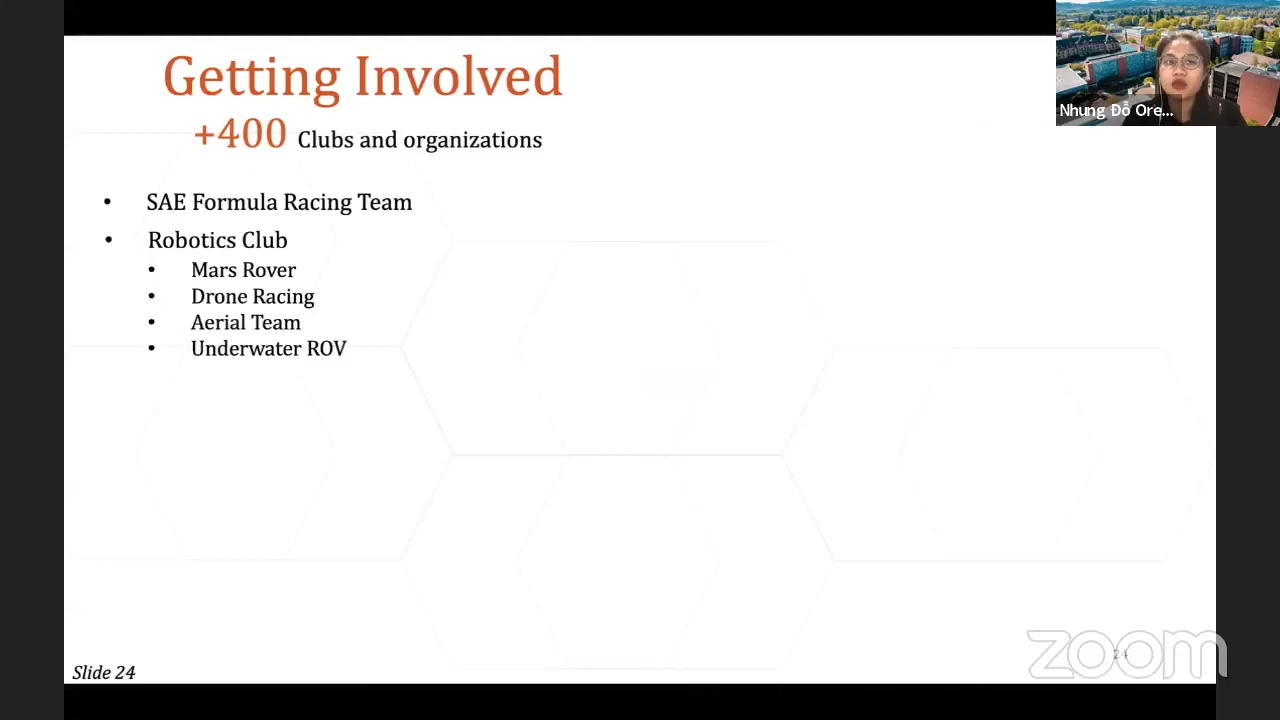 Getting Involved
+400 Clubs and organizations
• SAE Formula Racing Team
• Robotics Club
• Mars Rover
• Drone Racing
• Aerial Team
• Underwater ROV
Nhung Đỗ Ore...
Slide 24
24
zoom